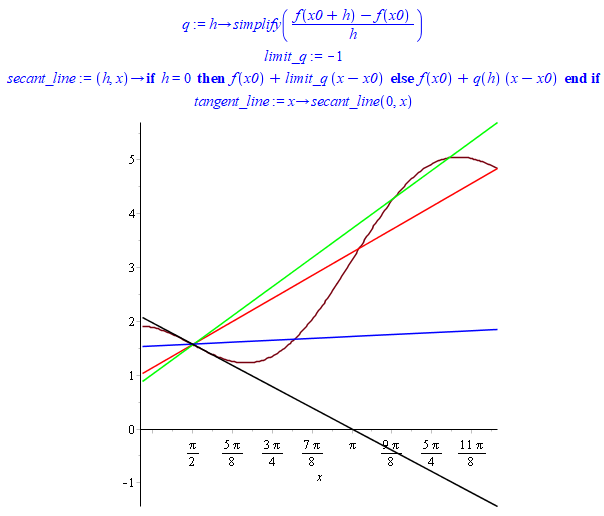 q := h→simplify( (f(x0 + h) − f(x0)) / h )
limit_q := −1
secant_line := (h, x)→if h = 0 then f(x0) + limit_q (x − x0) else f(x0) + q(h) (x − x0) end if
tangent_line := x→secant_line(0, x)
5
4
3
2
1
0
−1
π/2 5π/8 3π/4 7π/8 π 9π/8 5π/4 11π/8
x